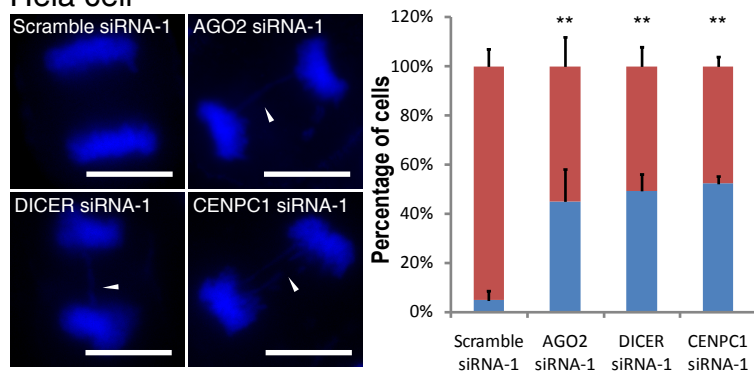 Hela cell
Scramble siRNA-1
AGO2 siRNA-1
DICER siRNA-1
CENPC1 siRNA-1
Percentage of cells
120%
100%
80%
60%
40%
20%
0%
** ** **
Scramble siRNA-1
AGO2 siRNA-1
DICER siRNA-1
CENPC1 siRNA-1